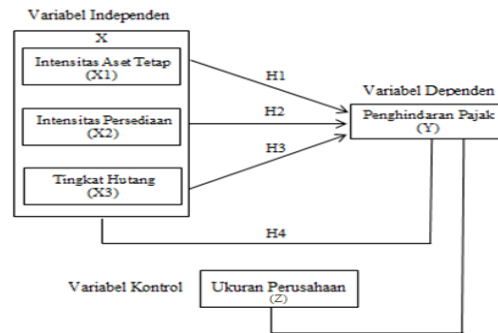 Variabel Independen
X
Intensitas Aset Tetap
(X1)
H1
Variabel Dependen
Intensitas Persediaan
(X2)
H2
Penghindaran Pajak
(Y)
H3
Tingkat Hutang
(X3)
H4
Variabel Kontrol
Ukuran Perusahaan
(Z)